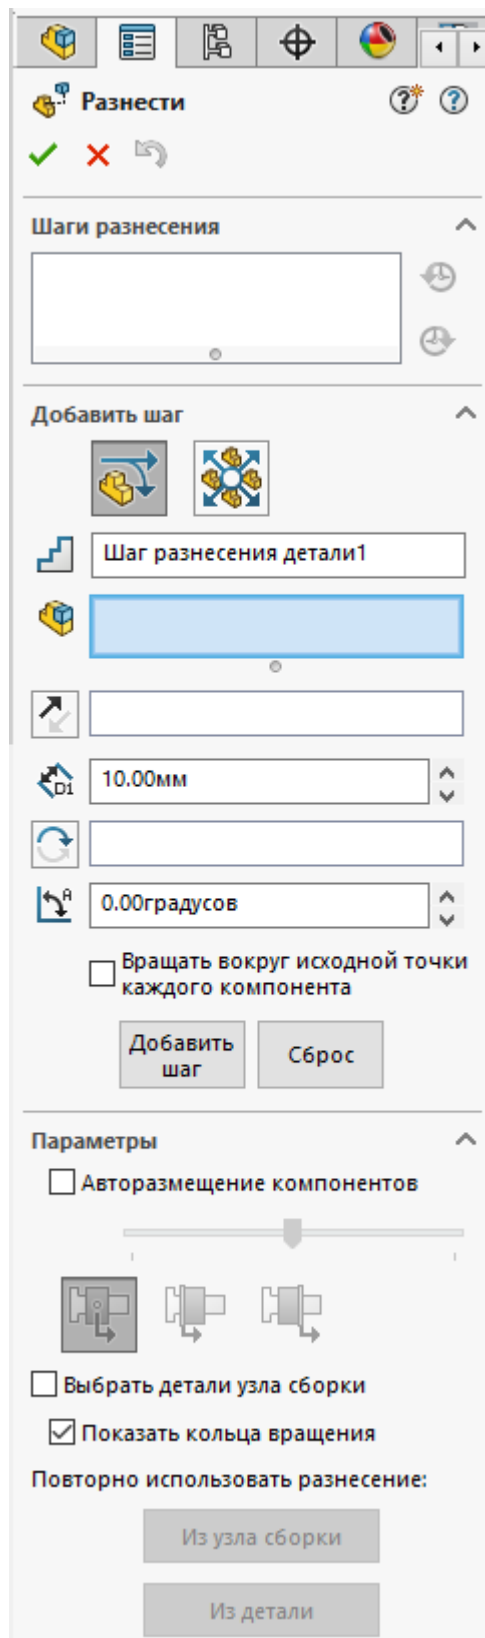 Разнести
Шаги разнесения
Добавить шаг
Шаг разнесения детали1
D1
10.00мм
A
0.00градусов
Вращать вокруг исходной точки
каждого компонента
Добавить
шаг
Сброс
Параметры
Авторазмещение компонентов
Выбрать детали узла сборки
Показать кольца вращения
Повторно использовать разнесение:
Из узла сборки
Из детали